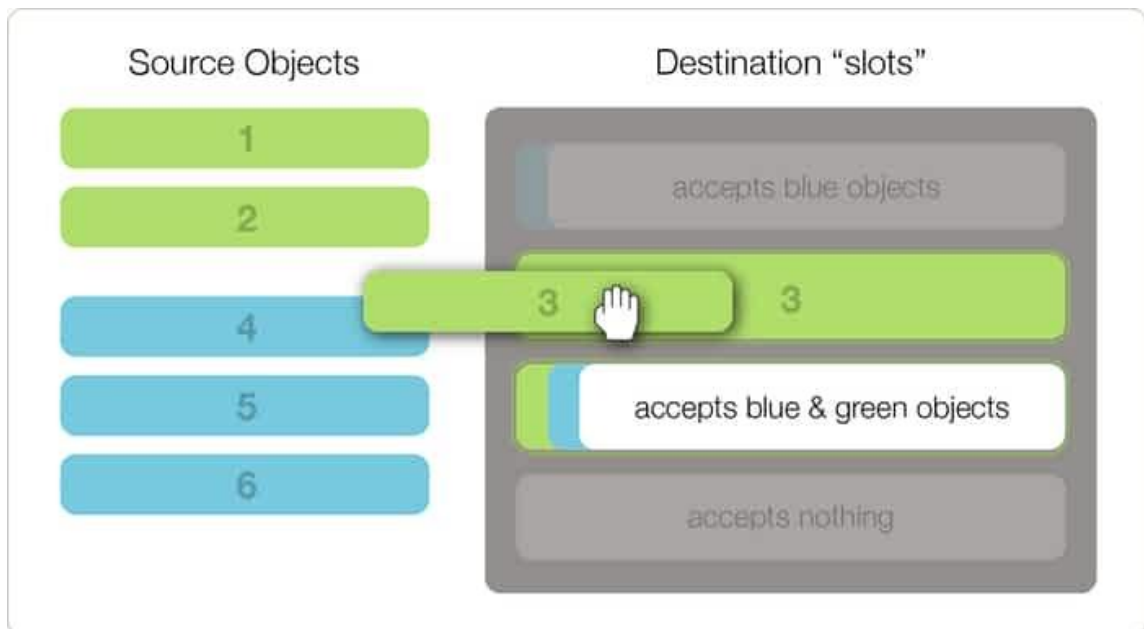 Source Objects
1
2
4
5
6
Destination “slots”
accepts blue objects
3
3
accepts blue & green objects
accepts nothing